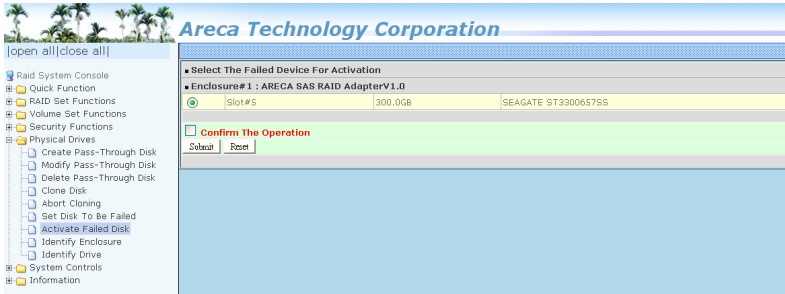 Areca Technology Corporation
|open all|close all|
Raid System Console
Quick Function
RAID Set Functions
Volume Set Functions
Security Functions
Physical Drives
Create Pass-Through Disk
Modify Pass-Through Disk
Delete Pass-Through Disk
Clone Disk
Abort Cloning
Set Disk To Be Failed
Activate Failed Disk
Identify Enclosure
Identify Drive
System Controls
Information
Select The Failed Device For Activation
Enclosure#1 : ARECA SAS RAID AdapterV1.0
Slot#5 300.0GB SEAGATE ST3300657SS
Confirm The Operation
Submit Reset